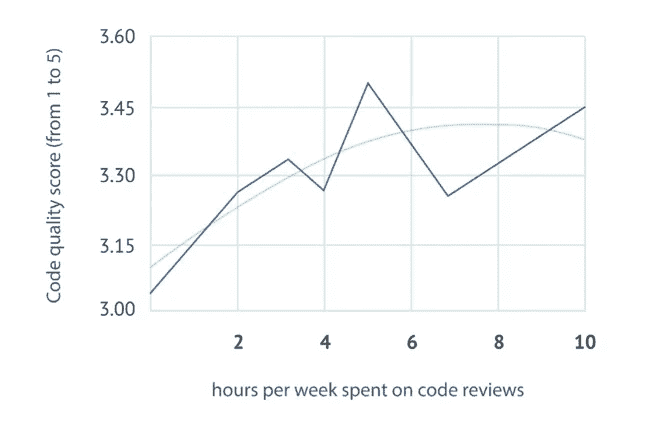 3.60
3.45
3.30
3.15
3.00
Code quality score (from 1 to 5)
2 4 6 8 10
hours per week spent on code reviews